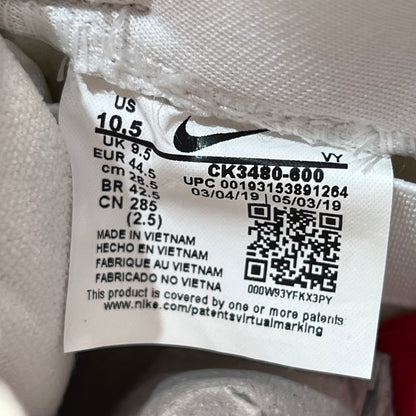 US
10.5
UK 9.5
EUR 44.5
cm 28.5
BR 42.5
CN 285
(2.5)
VY
CK3480-600
UPC 00193153891264
03/04/19 | 05/03/19
MADE IN VIETNAM
HECHO EN VIETNAM
FABRIQUE AU VIETNAM
FABRICADO NO VIETNA
000W93YFKX3PY
This product is covered by one or more patents
www.nike.com/patentsvirtualmarking